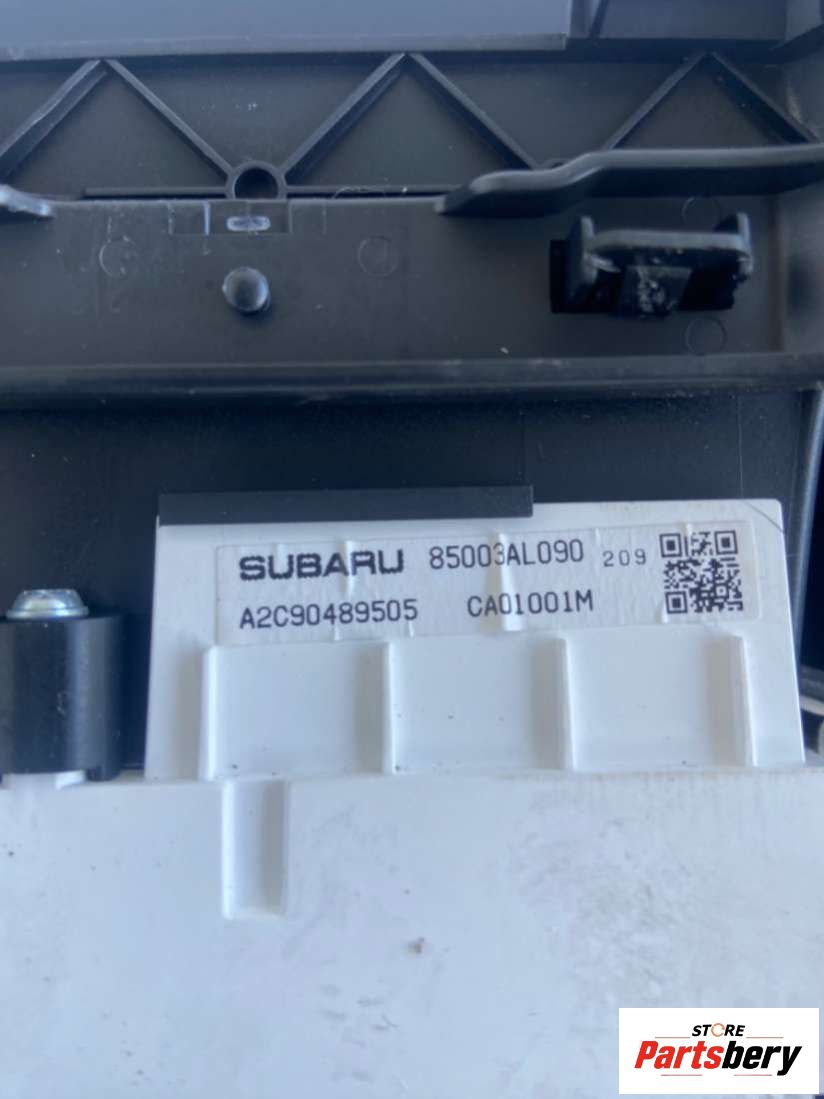 SUBARU 85003AL090 209
A2C90489505 CA01001M
STORE
Partsbery